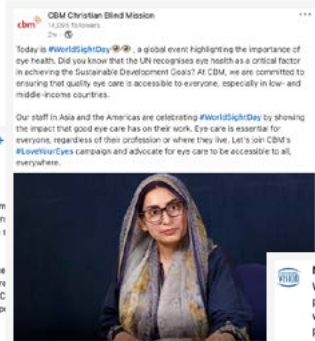 CBM Christian Blind Mission
cbm
followers
Today is #WorldSightDay, a global event highlighting the importance of
eye health. Did you know that the UN recognises eye health as a critical factor
in achieving the Sustainable Development Goals? At CBM, we are committed to
ensuring that quality eye care is accessible to everyone, especially in low- and
middle-income countries.
Our staff in Asia and the Americas are celebrating #WorldSightDay by showing
the impact that good eye care has on their work. Eye care is essential for
everyone, regardless of their profession or where they live. Let's join CBM's
#LoveYourEyes campaign and advocate for eye care to be accessible to all,
everywhere.